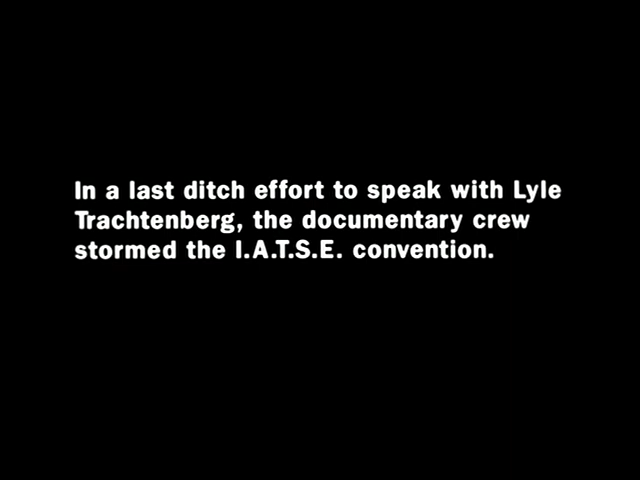 In a last ditch effort to speak with Lyle
Trachtenberg, the documentary crew
stormed the I.A.T.S.E. convention.